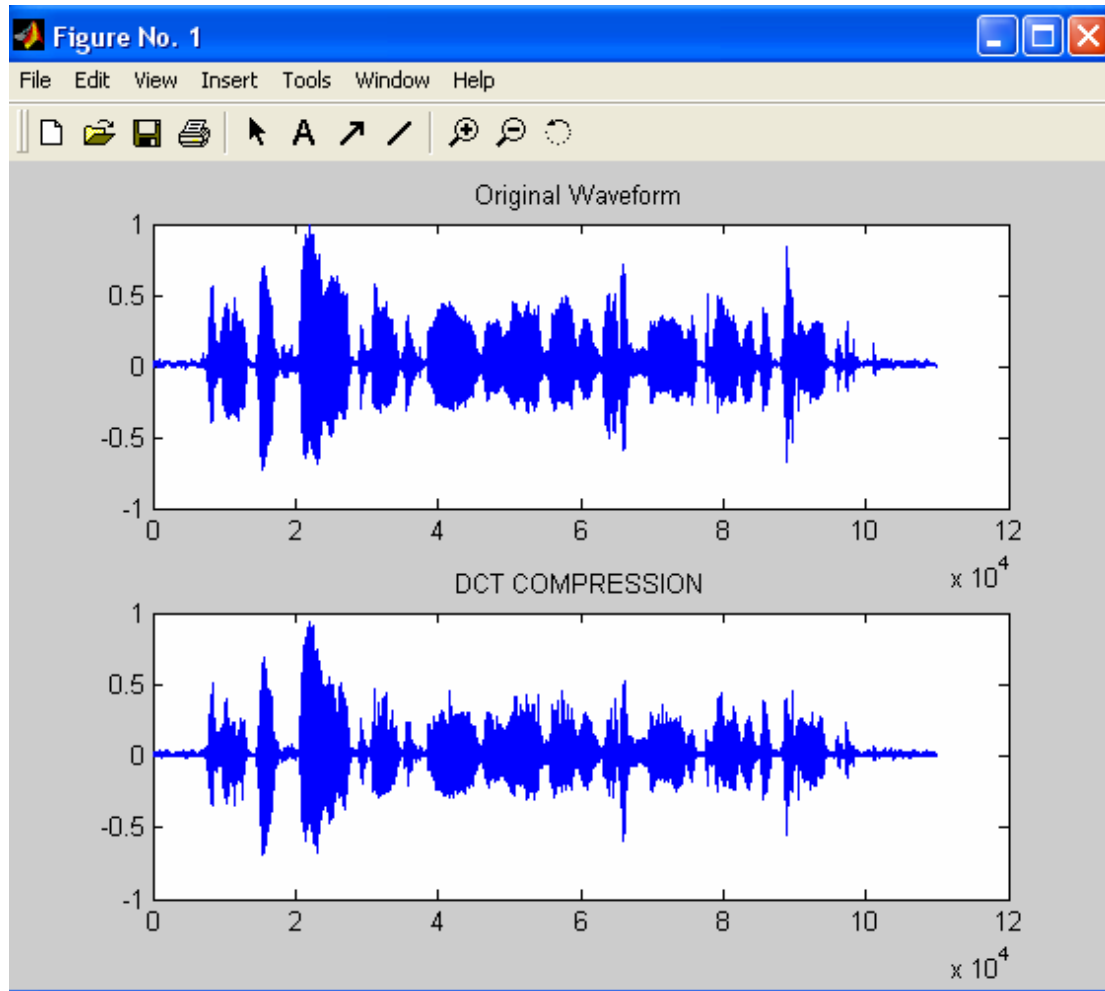 Figure No. 1
File Edit View Insert Tools Window Help
A
Original Waveform
1
0.5
0
-0.5
-1
0 2 4 6 8 10 12
x 10^4
DCT COMPRESSION
1
0.5
0
-0.5
-1
0 2 4 6 8 10 12
x 10^4